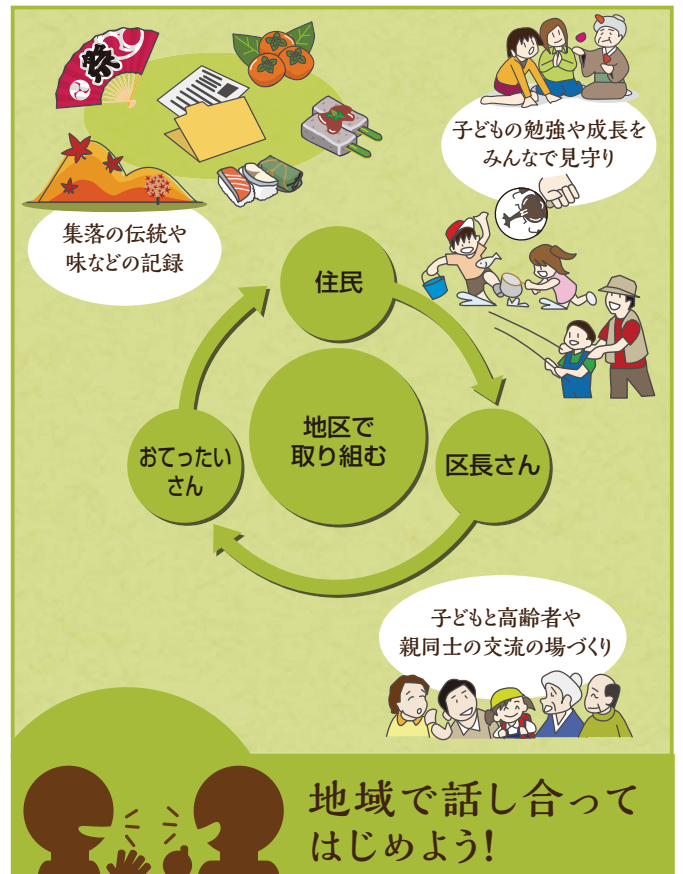 祭
子どもの勉強や成長を
みんなで見守り
集落の伝統や
味などの記録
住民
地区で
取り組む
おてったい
さん
区長さん
子どもと高齢者や
親同士の交流の場づくり
地域で話し合って
はじめよう!